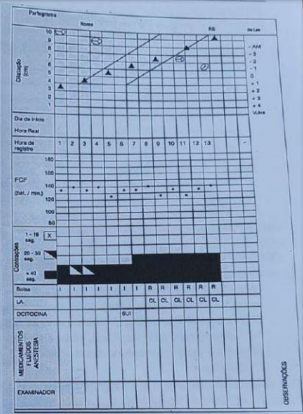 Partograma
Nome RG
Dilatação (cm)
10
9
8
7
6
5
4
3
2
1
de Lee
- AM
- 3
- 2
- 1
0
+ 1
+ 2
+ 3
+ 4
Vulva
Dia de início
Hora Real
Hora de registro 1 2 3 4 5 6 7 8 9 10 11 12 13
FCF (bat. / min.)
180
160
140
120
100
80
Contrações
1 - 19 seg. X
20 - 39 seg.
≥ 40 seg.
Bolsa I I I I I I I R R R R R R
LA CL CL CL CL CL CL
OCITOCINA 8UI
MEDICAMENTOS
FLUIDOS
ANESTESIA
EXAMINADOR
OBSERVAÇÕES